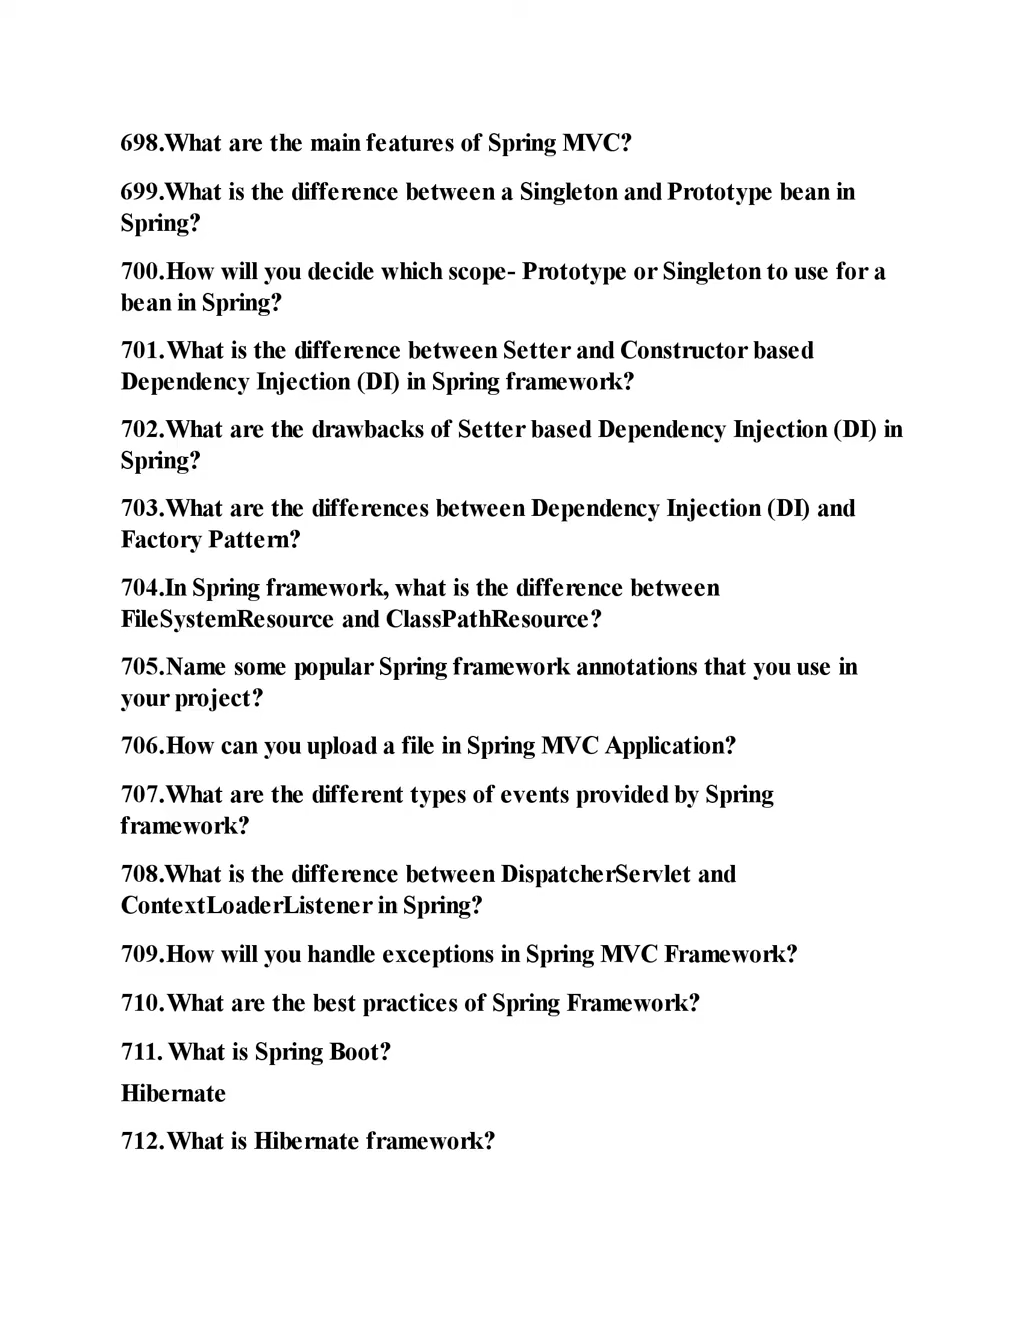 698.What are the main features of Spring MVC?
699.What is the difference between a Singleton and Prototype bean in
Spring?
700.How will you decide which scope- Prototype or Singleton to use for a
bean in Spring?
701.What is the difference between Setter and Constructor based
Dependency Injection (DI) in Spring framework?
702.What are the drawbacks of Setter based Dependency Injection (DI) in
Spring?
703.What are the differences between Dependency Injection (DI) and
Factory Pattern?
704.In Spring framework, what is the difference between
FileSystemResource and ClassPathResource?
705.Name some popular Spring framework annotations that you use in
your project?
706.How can you upload a file in Spring MVC Application?
707.What are the different types of events provided by Spring
framework?
708.What is the difference between DispatcherServlet and
ContextLoaderListener in Spring?
709.How will you handle exceptions in Spring MVC Framework?
710.What are the best practices of Spring Framework?
711. What is Spring Boot?
Hibernate
712.What is Hibernate framework?